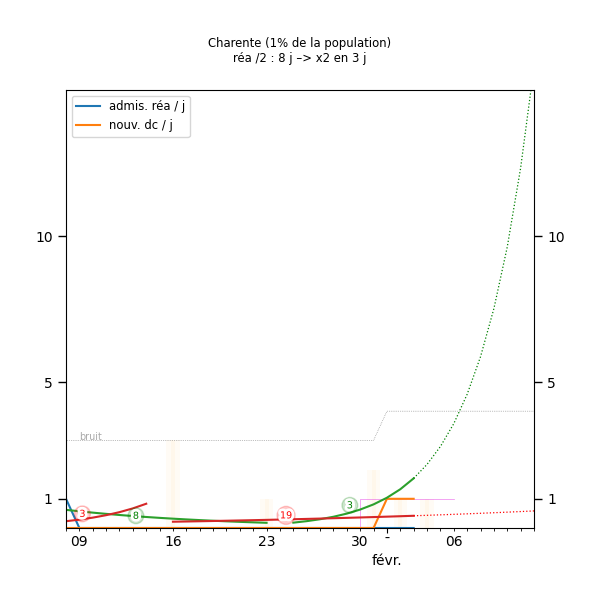 Charente (1% de la population)
réa /2 : 8 j –> x2 en 3 j
admis. réa / j
nouv. dc / j
10
10
5
5
bruit
1
1
3
8
19
3
09
16
23
30
-
06
févr.